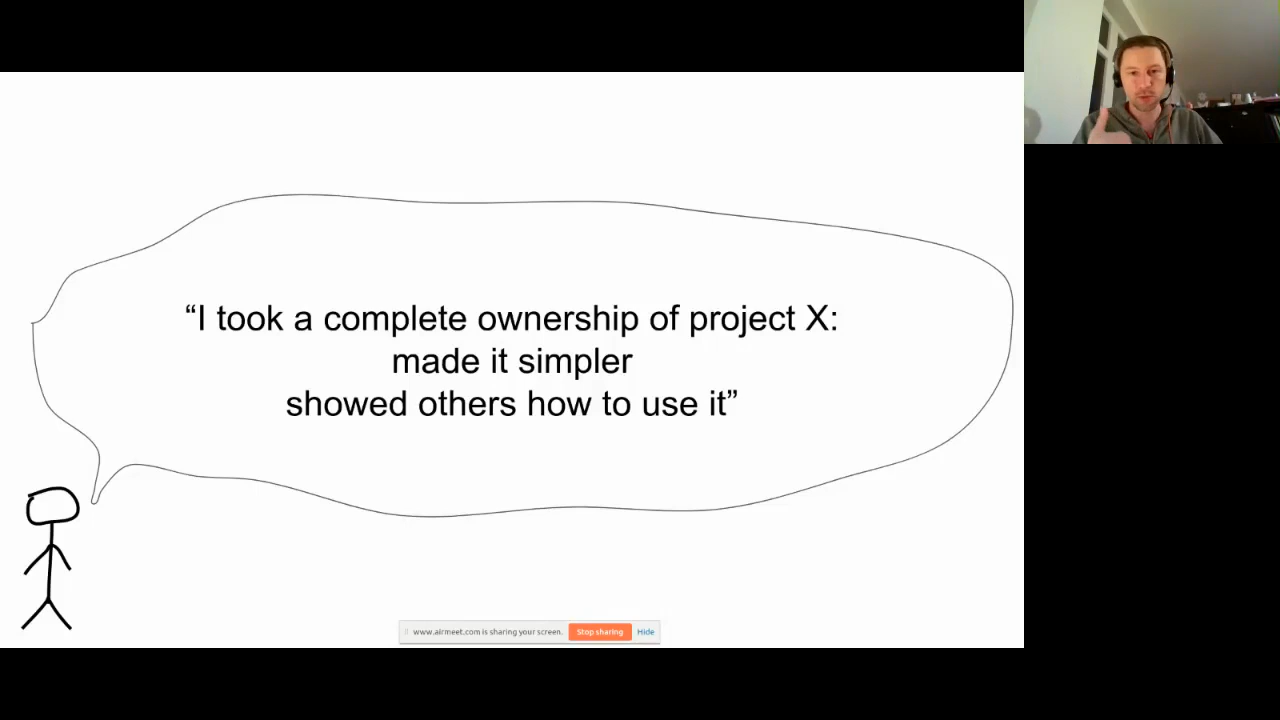 “I took a complete ownership of project X:
made it simpler
showed others how to use it”
www.airmeet.com is sharing your screen. Stop sharing Hide